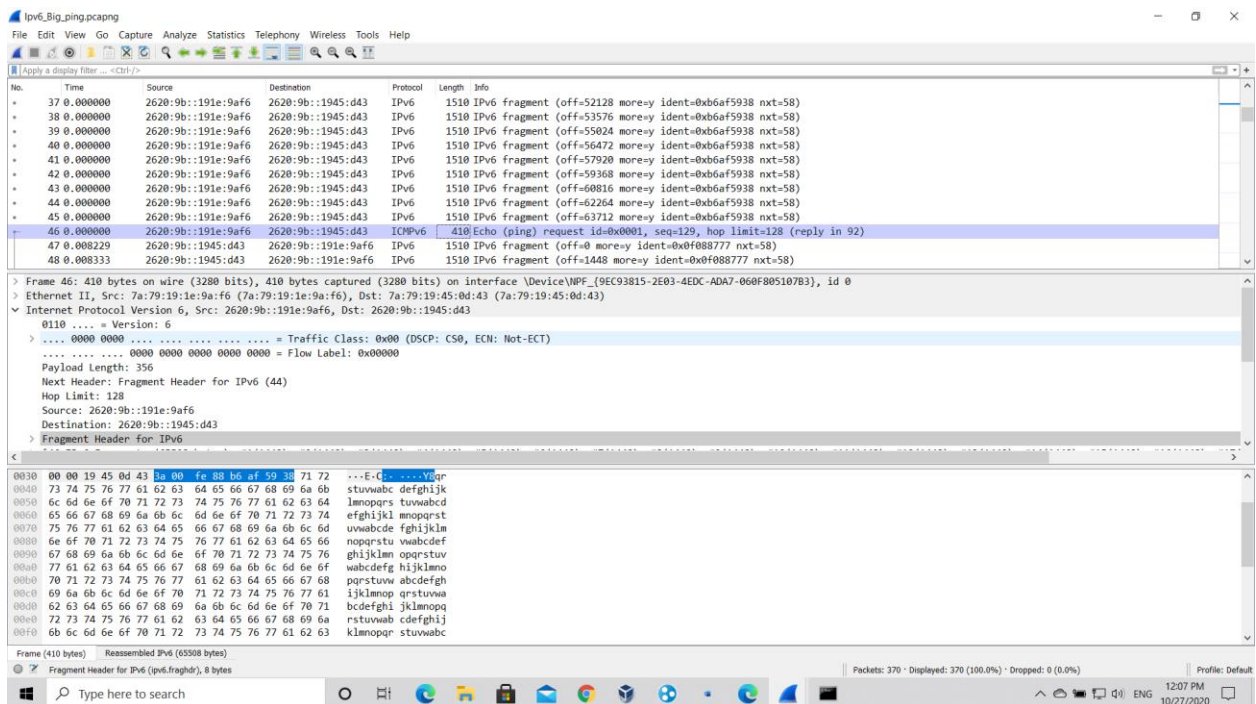 Ipv6_Big_ping.pcapng
File Edit View Go Capture Analyze Statistics Telephony Wireless Tools Help
Apply a display filter ... <Ctrl-/>
No. Time Source Destination Protocol Length Info
37 0.000000 2620:9b::191e:9af6 2620:9b::1945:d43 IPv6 1510 IPv6 fragment (off=52128 more=y ident=0xb6af5938 nxt=58)
38 0.000000 2620:9b::191e:9af6 2620:9b::1945:d43 IPv6 1510 IPv6 fragment (off=53576 more=y ident=0xb6af5938 nxt=58)
39 0.000000 2620:9b::191e:9af6 2620:9b::1945:d43 IPv6 1510 IPv6 fragment (off=55024 more=y ident=0xb6af5938 nxt=58)
40 0.000000 2620:9b::191e:9af6 2620:9b::1945:d43 IPv6 1510 IPv6 fragment (off=56472 more=y ident=0xb6af5938 nxt=58)
41 0.000000 2620:9b::191e:9af6 2620:9b::1945:d43 IPv6 1510 IPv6 fragment (off=57920 more=y ident=0xb6af5938 nxt=58)
42 0.000000 2620:9b::191e:9af6 2620:9b::1945:d43 IPv6 1510 IPv6 fragment (off=59368 more=y ident=0xb6af5938 nxt=58)
43 0.000000 2620:9b::191e:9af6 2620:9b::1945:d43 IPv6 1510 IPv6 fragment (off=60816 more=y ident=0xb6af5938 nxt=58)
44 0.000000 2620:9b::191e:9af6 2620:9b::1945:d43 IPv6 1510 IPv6 fragment (off=62264 more=y ident=0xb6af5938 nxt=58)
45 0.000000 2620:9b::191e:9af6 2620:9b::1945:d43 IPv6 1510 IPv6 fragment (off=63712 more=y ident=0xb6af5938 nxt=58)
46 0.000000 2620:9b::191e:9af6 2620:9b::1945:d43 ICMPv6 410 Echo (ping) request id=0x0001, seq=129, hop limit=128 (reply in 92)
47 0.008229 2620:9b::1945:d43 2620:9b::191e:9af6 IPv6 1510 IPv6 fragment (off=0 more=y ident=0x0f088777 nxt=58)
48 0.008333 2620:9b::1945:d43 2620:9b::191e:9af6 IPv6 1510 IPv6 fragment (off=1448 more=y ident=0x0f088777 nxt=58)
> Frame 46: 410 bytes on wire (3280 bits), 410 bytes captured (3280 bits) on interface \Device\NPF_{9EC93815-2E03-4EDC-ADA7-060F805107B3}, id 0
> Ethernet II, Src: 7a:79:19:1e:9a:f6 (7a:79:19:1e:9a:f6), Dst: 7a:79:19:45:0d:43 (7a:79:19:45:0d:43)
Internet Protocol Version 6, Src: 2620:9b::191e:9af6, Dst: 2620:9b::1945:d43
0110 .... = Version: 6
> .... 0000 0000 .... .... .... .... .... = Traffic Class: 0x00 (DSCP: CS0, ECN: Not-ECT)
.... .... .... 0000 0000 0000 0000 0000 = Flow Label: 0x00000
Payload Length: 356
Next Header: Fragment Header for IPv6 (44)
Hop Limit: 128
Source: 2620:9b::191e:9af6
Destination: 2620:9b::1945:d43
> Fragment Header for IPv6
0030 00 00 19 45 0d 43 3a 00 fe 88 b6 af 59 38 71 72 ···E·C:· ····Y8qr
0040 73 74 75 76 77 61 62 63 64 65 66 67 68 69 6a 6b stuvwabc defghijk
0050 6c 6d 6e 6f 70 71 72 73 74 75 76 77 61 62 63 64 lmnopqrs tuvwabcd
0060 65 66 67 68 69 6a 6b 6c 6d 6e 6f 70 71 72 73 74 efghijkl mnopqrst
0070 75 76 77 61 62 63 64 65 66 67 68 69 6a 6b 6c 6d uvwabcde fghijklm
0080 6e 6f 70 71 72 73 74 75 76 77 61 62 63 64 65 66 nopqrstu vwabcdef
0090 67 68 69 6a 6b 6c 6d 6e 6f 70 71 72 73 74 75 76 ghijklmn opqrstuv
00a0 77 61 62 63 64 65 66 67 68 69 6a 6b 6c 6d 6e 6f wabcdefg hijklmno
00b0 70 71 72 73 74 75 76 77 61 62 63 64 65 66 67 68 pqrstuvw abcdefgh
00c0 69 6a 6b 6c 6d 6e 6f 70 71 72 73 74 75 76 77 61 ijklmnop qrstuvwa
00d0 62 63 64 65 66 67 68 69 6a 6b 6c 6d 6e 6f 70 71 bcdefghi jklmnopq
00e0 72 73 74 75 76 77 61 62 63 64 65 66 67 68 69 6a rstuvwab cdefghij
00f0 6b 6c 6d 6e 6f 70 71 72 73 74 75 76 77 61 62 63 klmnopqr stuvwabc
Frame (410 bytes) Reassembled IPv6 (65508 bytes)
Fragment Header for IPv6 (ipv6.fraghdr), 8 bytes Packets: 370 · Displayed: 370 (100.0%) · Dropped: 0 (0.0%) Profile: Default
Type here to search ENG 12:07 PM
10/27/2020